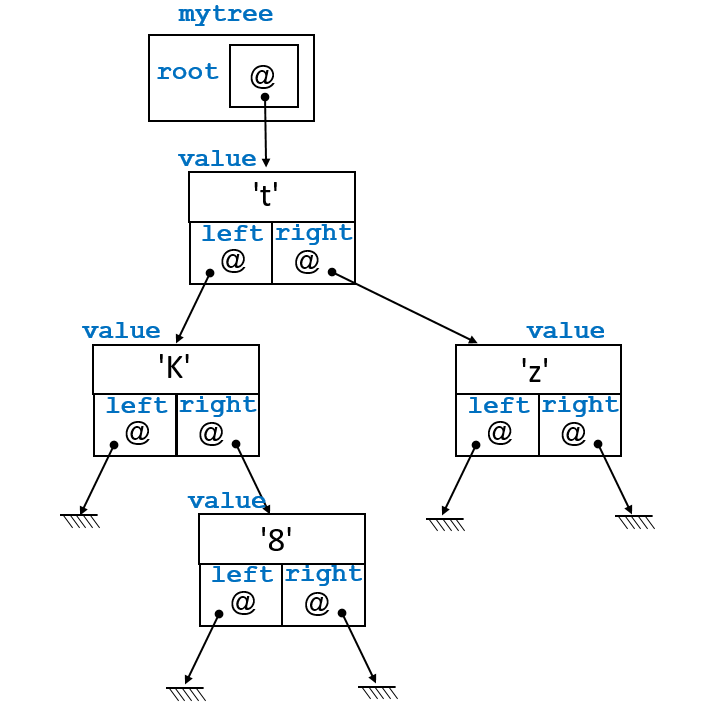 mytree
root @
value
't'
left right
@ @
value value
'K' 'z'
left right left right
@ @ @ @
value
'8'
left right
@ @